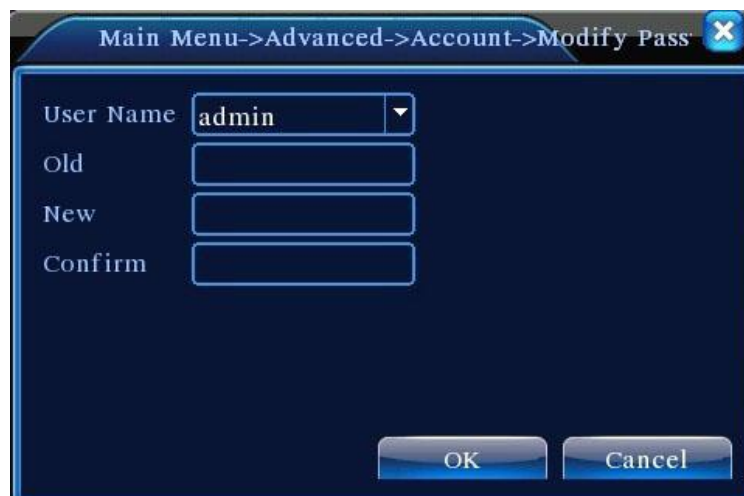 Main Menu->Advanced->Account->Modify Pass
User Name admin
Old
New
Confirm
OK Cancel